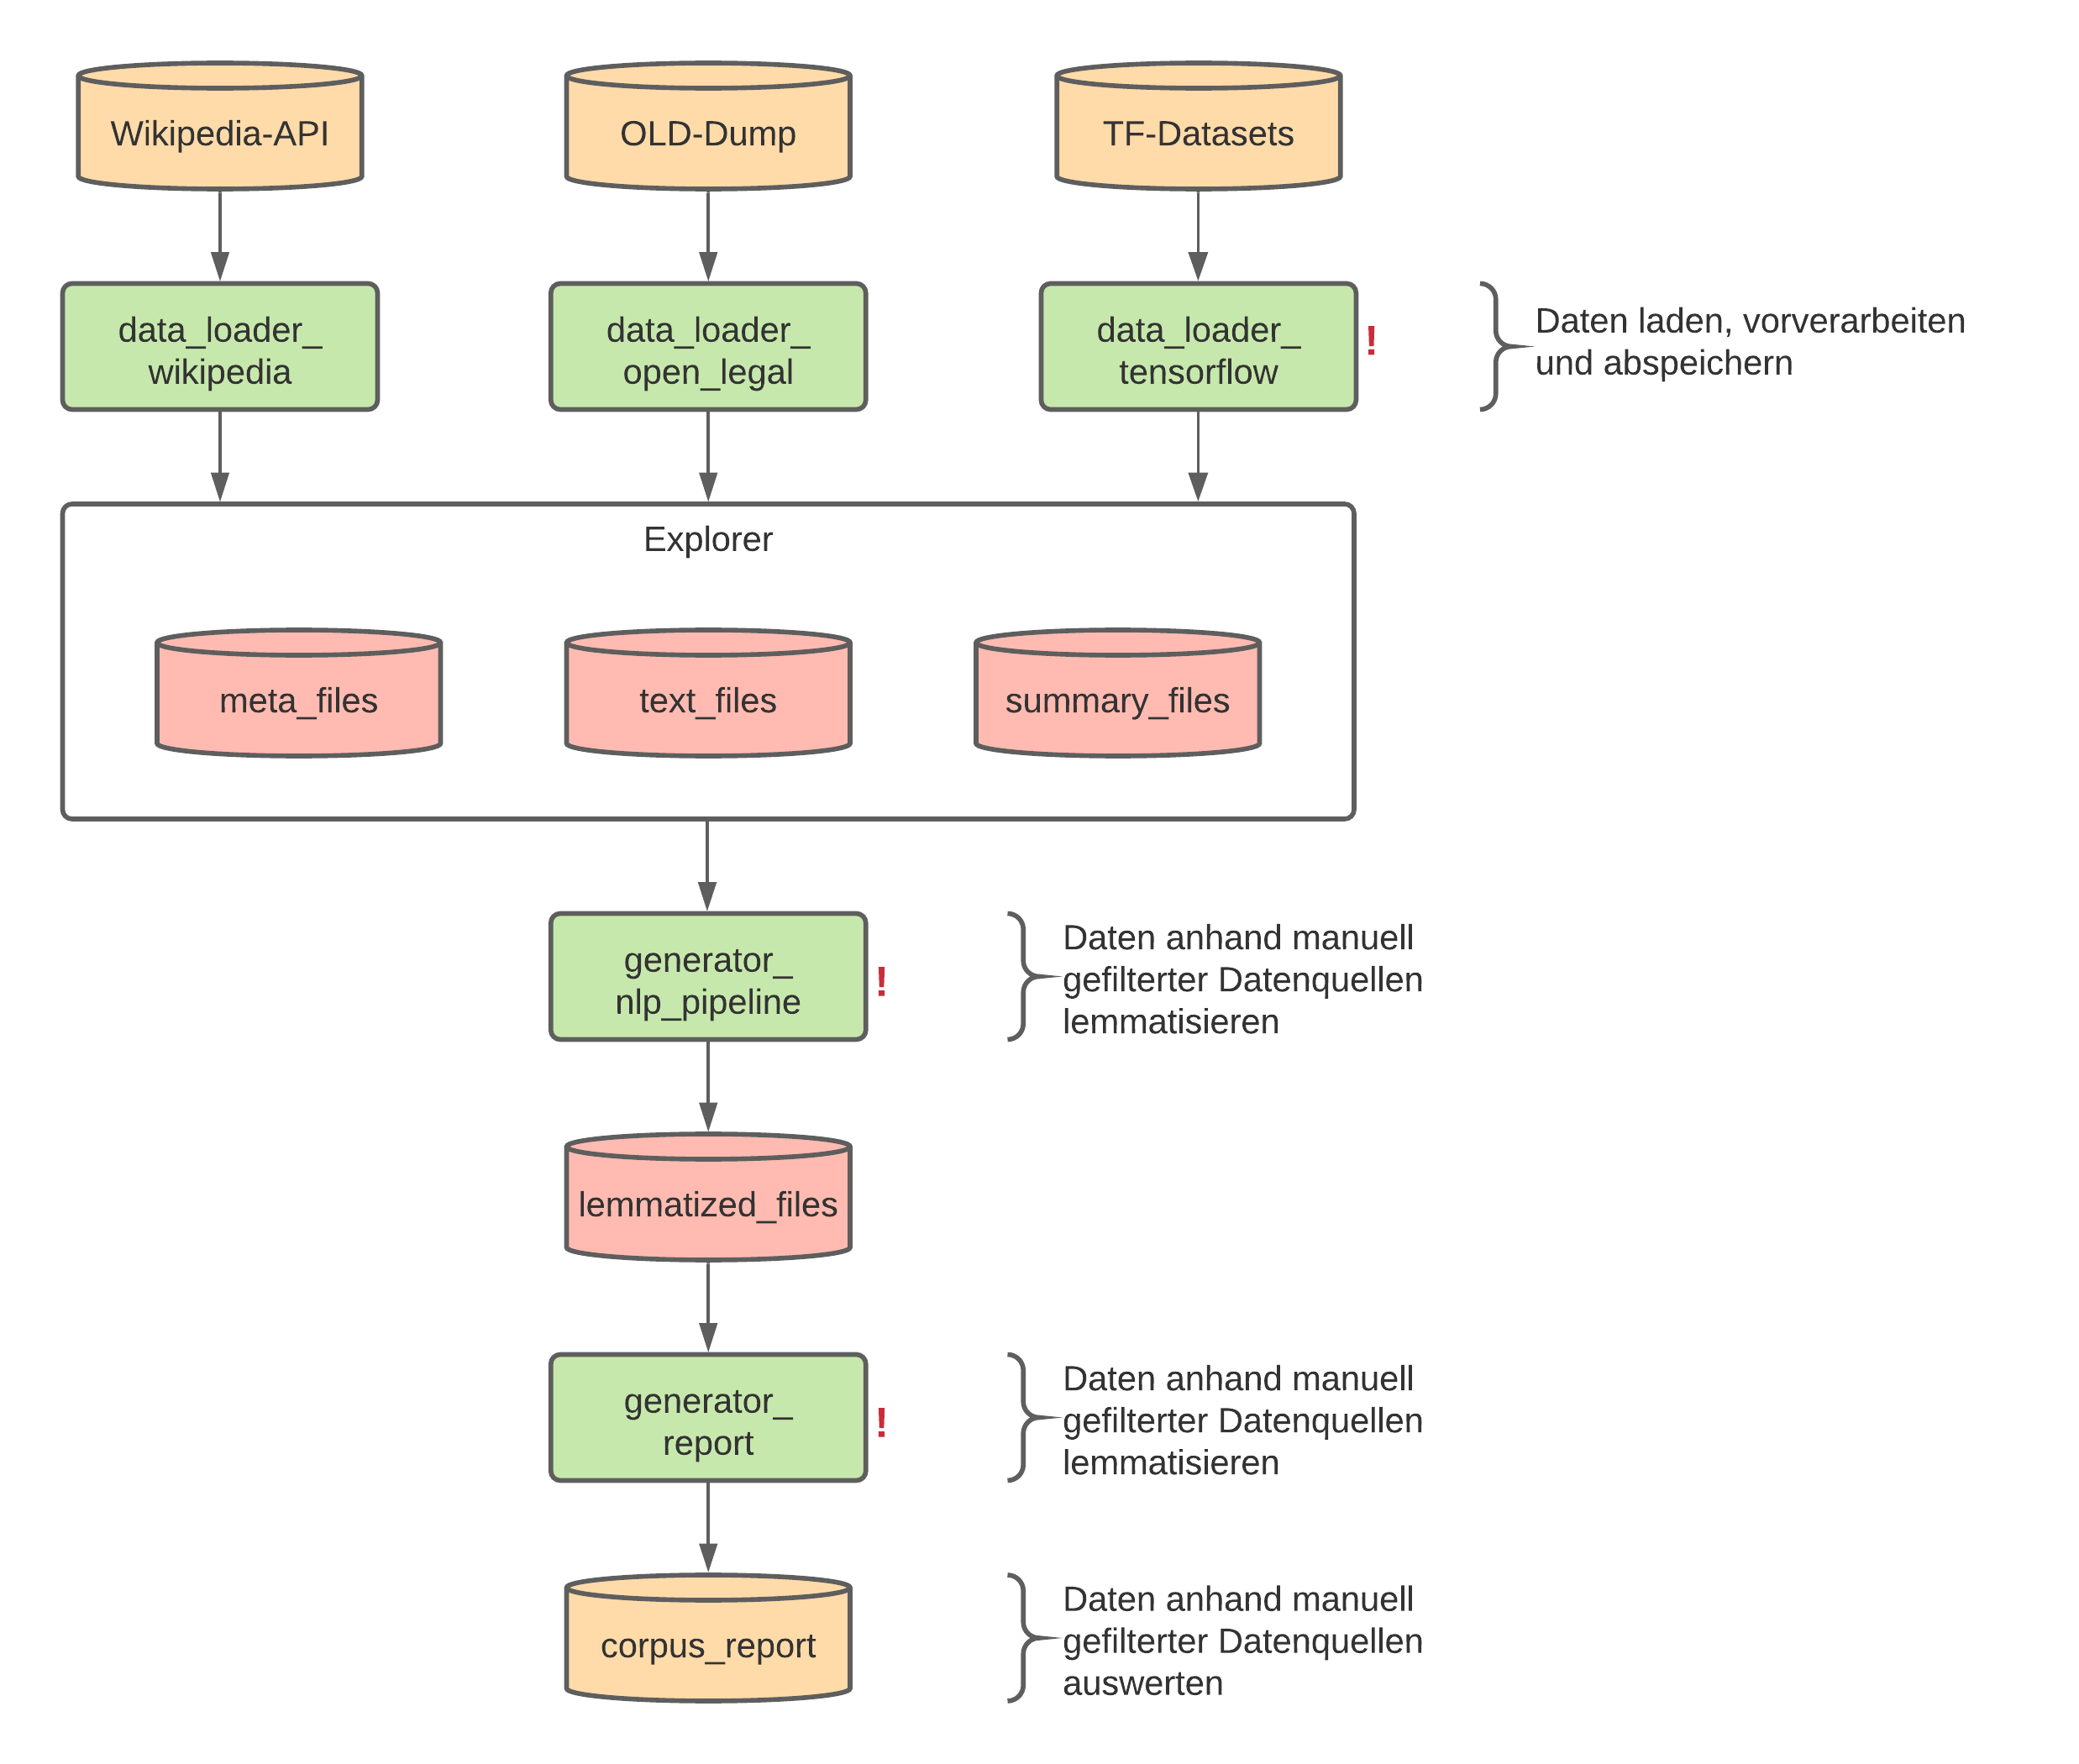 Wikipedia-API
OLD-Dump
TF-Datasets
data_loader_
wikipedia
data_loader_
open_legal
data_loader_
tensorflow
!
Daten laden, vorverarbeiten
und abspeichern
Explorer
meta_files
text_files
summary_files
generator_
nlp_pipeline
!
Daten anhand manuell
gefilterter Datenquellen
lemmatisieren
lemmatized_files
generator_
report
!
Daten anhand manuell
gefilterter Datenquellen
lemmatisieren
corpus_report
Daten anhand manuell
gefilterter Datenquellen
auswerten